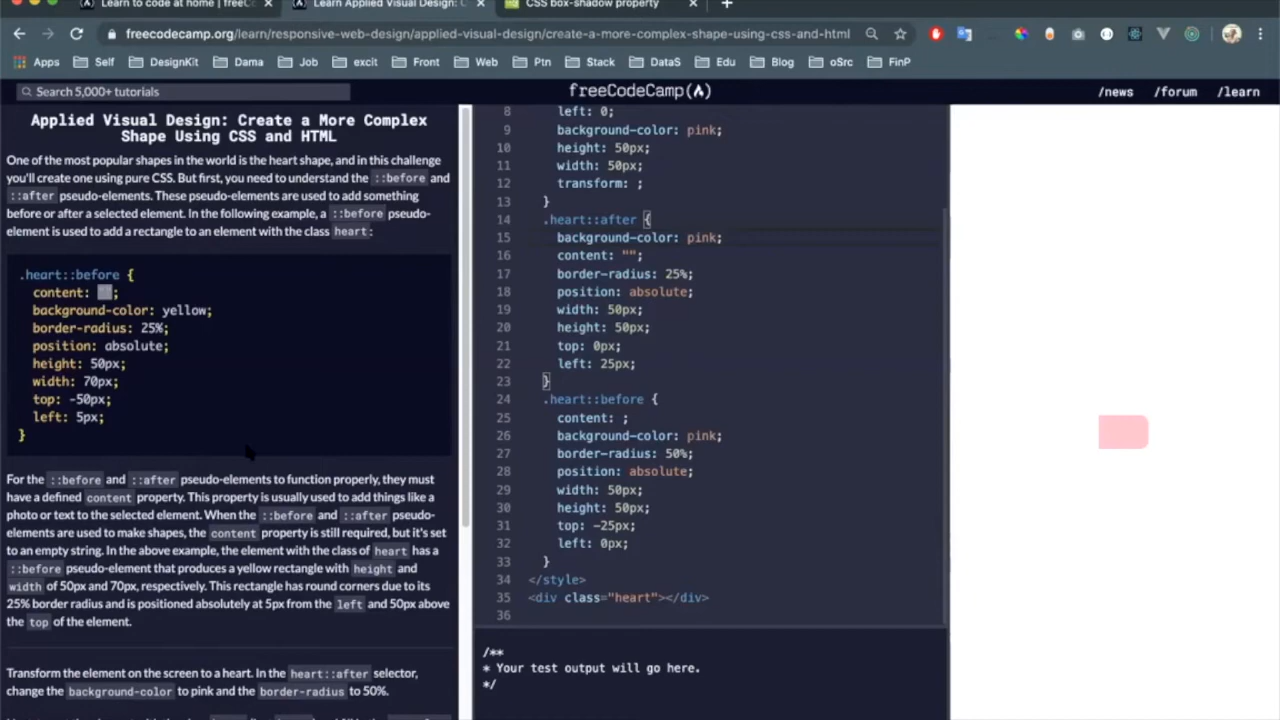 Learn to code at home | freeC
Learn Applied Visual Design: C
CSS box-shadow property
freecodecamp.org/learn/responsive-web-design/applied-visual-design/create-a-more-complex-shape-using-css-and-html
Apps Self DesignKit Dama Job excit Front Web Ptn Stack DataS Edu Blog oSrc FinP
Search 5,000+ tutorials
freeCodeCamp
/news /forum /learn
Applied Visual Design: Create a More Complex
Shape Using CSS and HTML
One of the most popular shapes in the world is the heart shape, and in this challenge
you'll create one using pure CSS. But first, you need to understand the ::before and
::after pseudo-elements. These pseudo-elements are used to add something
before or after a selected element. In the following example, a ::before pseudo-
element is used to add a rectangle to an element with the class heart:
.heart::before {
content: "";
background-color: yellow;
border-radius: 25%;
position: absolute;
height: 50px;
width: 70px;
top: -50px;
left: 5px;
}
For the ::before and ::after pseudo-elements to function properly, they must
have a defined content property. This property is usually used to add things like a
photo or text to the selected element. When the ::before and ::after pseudo-
elements are used to make shapes, the content property is still required, but it's set
to an empty string. In the above example, the element with the class of heart has a
::before pseudo-element that produces a yellow rectangle with height and
width of 50px and 70px, respectively. This rectangle has round corners due to its
25% border radius and is positioned absolutely at 5px from the left and 50px above
the top of the element.
Transform the element on the screen to a heart. In the heart::after selector,
change the background-color to pink and the border-radius to 50%.
8 left: 0;
9 background-color: pink;
10 height: 50px;
11 width: 50px;
12 transform: ;
13 }
14 .heart::after {
15 background-color: pink;
16 content: "";
17 border-radius: 25%;
18 position: absolute;
19 width: 50px;
20 height: 50px;
21 top: 0px;
22 left: 25px;
23 }
24 .heart::before {
25 content: ;
26 background-color: pink;
27 border-radius: 50%;
28 position: absolute;
29 width: 50px;
30 height: 50px;
31 top: -25px;
32 left: 0px;
33 }
34 </style>
35 <div class="heart"></div>
36
/**
* Your test output will go here.
*/